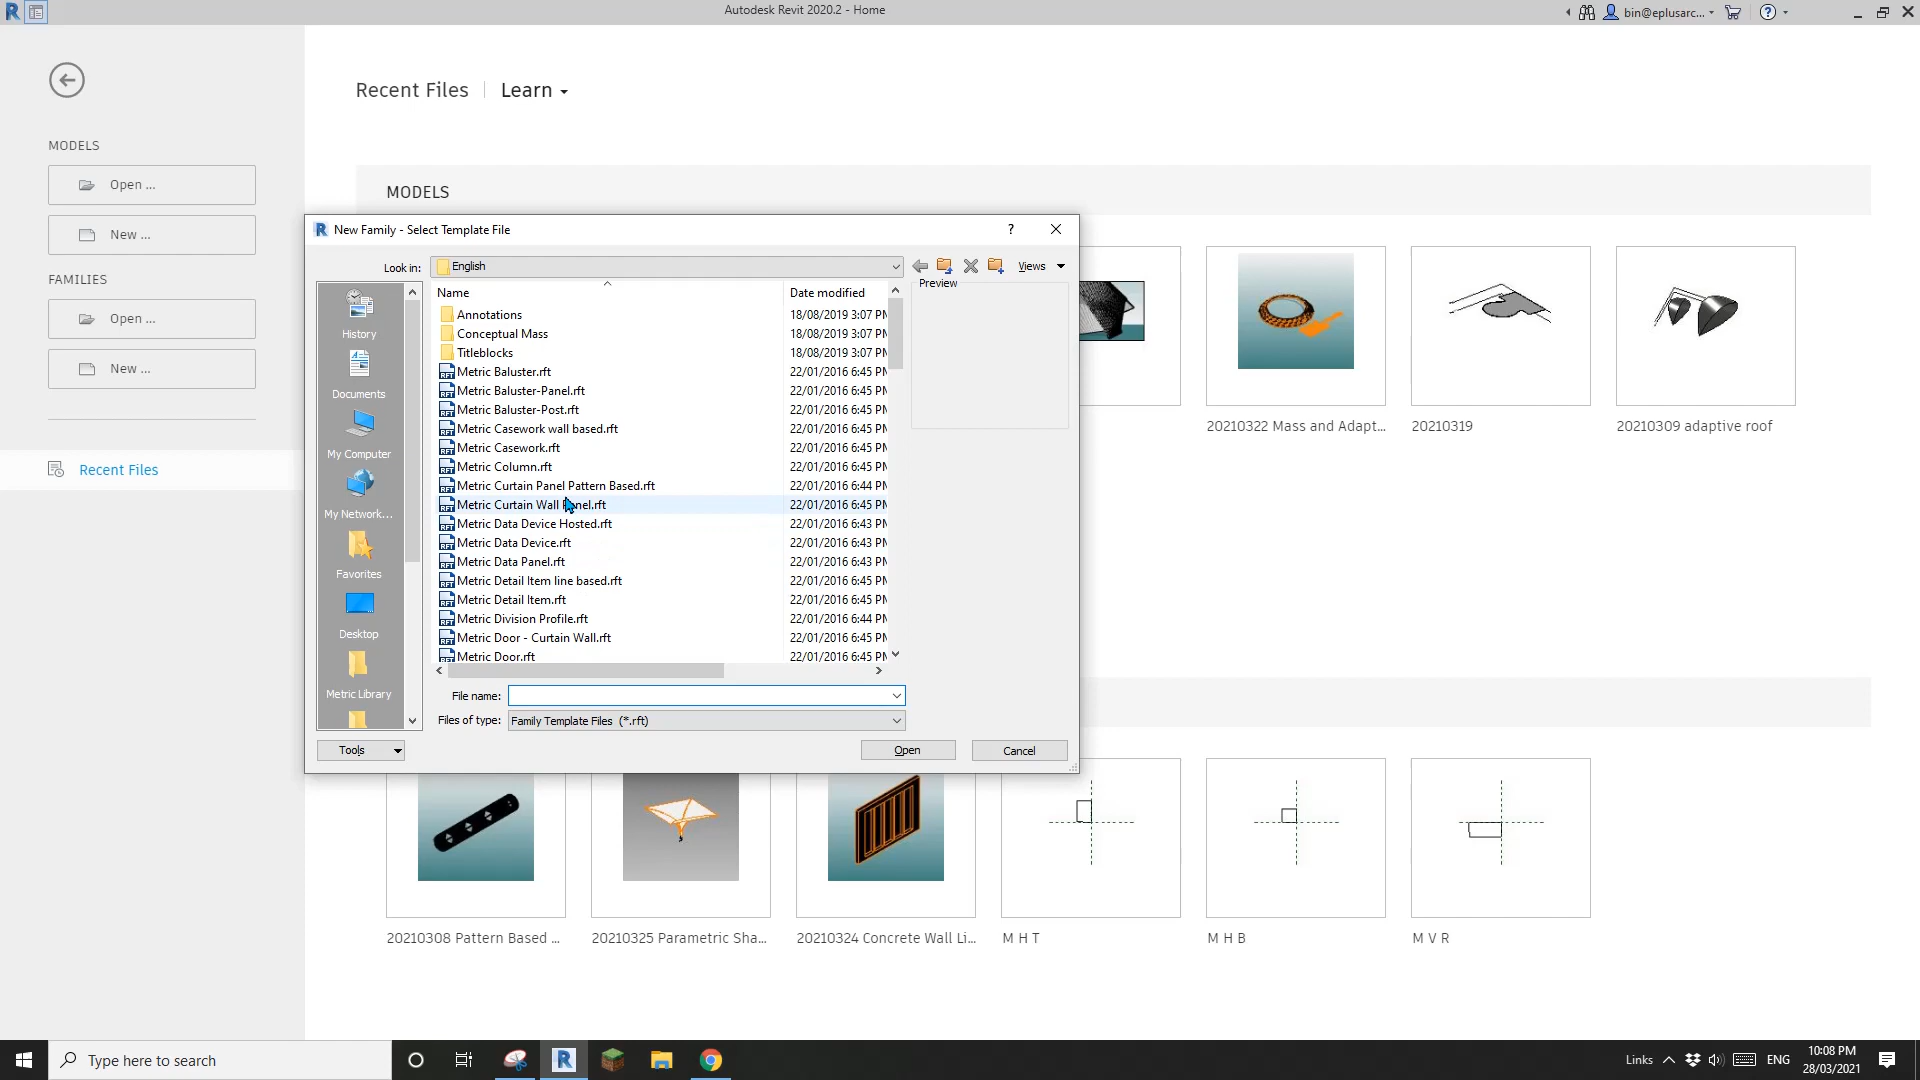 Autodesk Revit 2020.2 - Home
bin@eplusarc...
Recent Files
Learn
MODELS
Open ...
New ...
FAMILIES
Open ...
New ...
Recent Files
MODELS
20210322 Mass and Adapt...
20210319
20210309 adaptive roof
New Family - Select Template File
?
Look in:
English
Views
History
Documents
My Computer
My Network...
Favorites
Desktop
Metric Library
Name
Date modified
Preview
Annotations 18/08/2019 3:07 PM
Conceptual Mass 18/08/2019 3:07 PM
Titleblocks 18/08/2019 3:07 PM
Metric Baluster.rft 22/01/2016 6:45 PM
Metric Baluster-Panel.rft 22/01/2016 6:45 PM
Metric Baluster-Post.rft 22/01/2016 6:45 PM
Metric Casework wall based.rft 22/01/2016 6:45 PM
Metric Casework.rft 22/01/2016 6:45 PM
Metric Column.rft 22/01/2016 6:45 PM
Metric Curtain Panel Pattern Based.rft 22/01/2016 6:44 PM
Metric Curtain Wall Panel.rft 22/01/2016 6:45 PM
Metric Data Device Hosted.rft 22/01/2016 6:43 PM
Metric Data Device.rft 22/01/2016 6:43 PM
Metric Data Panel.rft 22/01/2016 6:43 PM
Metric Detail Item line based.rft 22/01/2016 6:45 PM
Metric Detail Item.rft 22/01/2016 6:45 PM
Metric Division Profile.rft 22/01/2016 6:44 PM
Metric Door - Curtain Wall.rft 22/01/2016 6:45 PM
Metric Door.rft 22/01/2016 6:45 PM
File name:
Files of type: Family Template Files (*.rft)
Tools
Open
Cancel
20210308 Pattern Based ...
20210325 Parametric Sha...
20210324 Concrete Wall Li...
M H T
M H B
M V R
Type here to search
Links
ENG
10:08 PM
28/03/2021